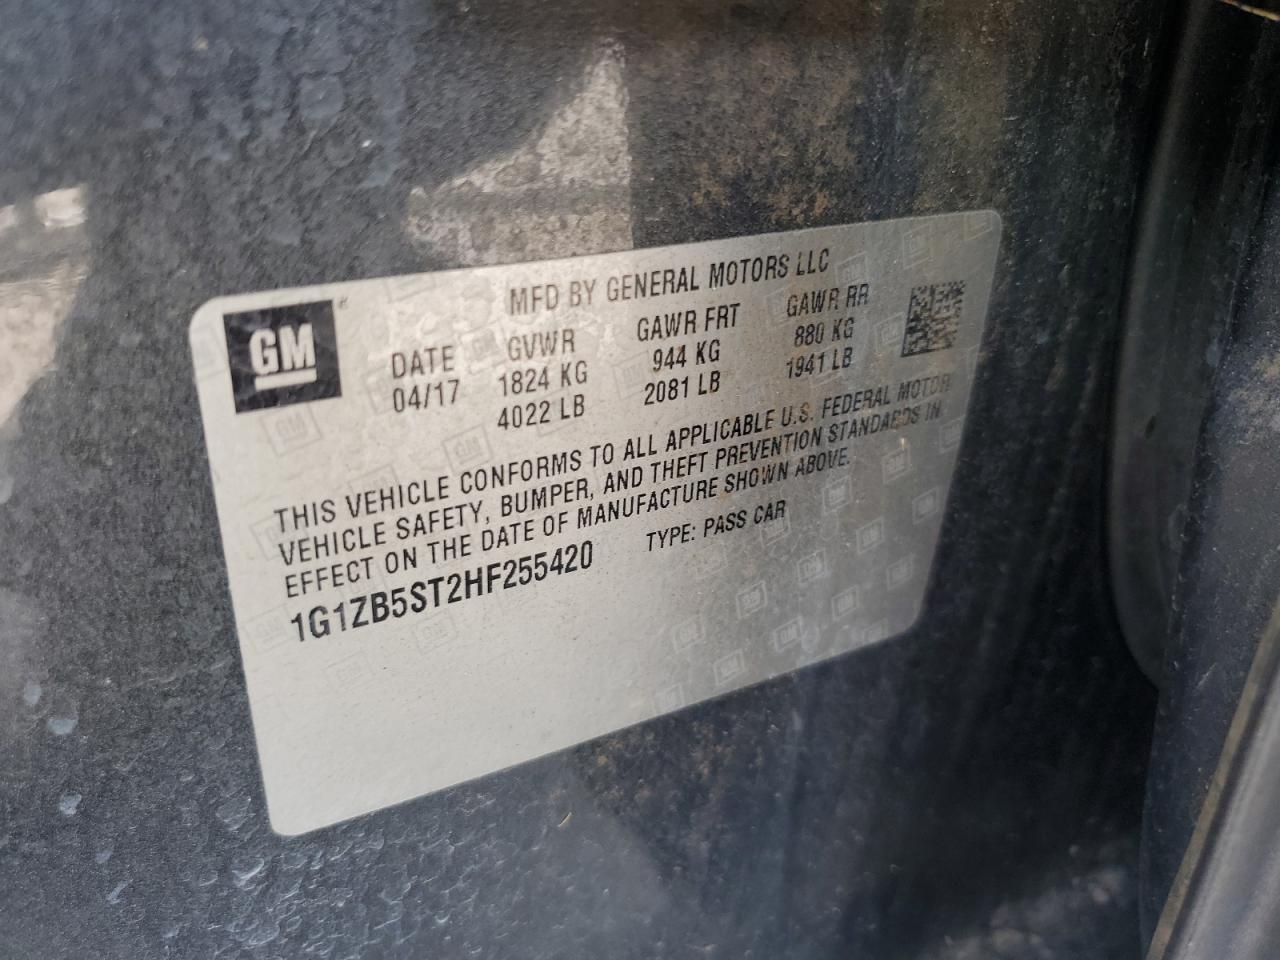 GM
MFD BY GENERAL MOTORS LLC
DATE GVWR GAWR FRT GAWR RR
04/17 1824 KG 944 KG 880 KG
4022 LB 2081 LB 1941 LB
THIS VEHICLE CONFORMS TO ALL APPLICABLE U.S. FEDERAL MOTOR
VEHICLE SAFETY, BUMPER, AND THEFT PREVENTION STANDARDS IN
EFFECT ON THE DATE OF MANUFACTURE SHOWN ABOVE.
1G1ZB5ST2HF255420 TYPE: PASS CAR